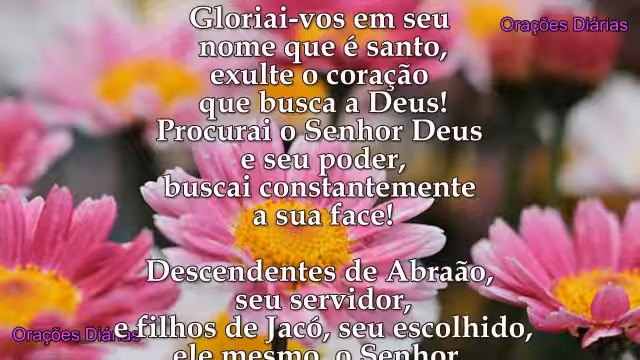 Gloriai-vos em seu
Orações Diárias
nome que é santo,
exulte o coração
que busca a Deus!
Procurai o Senhor Deus
e seu poder,
buscai constantemente
a sua face!
Descendentes de Abraão,
seu servidor,
e filhos de Jacó, seu escolhido,
Orações Diárias
ele mesmo, o Senhor